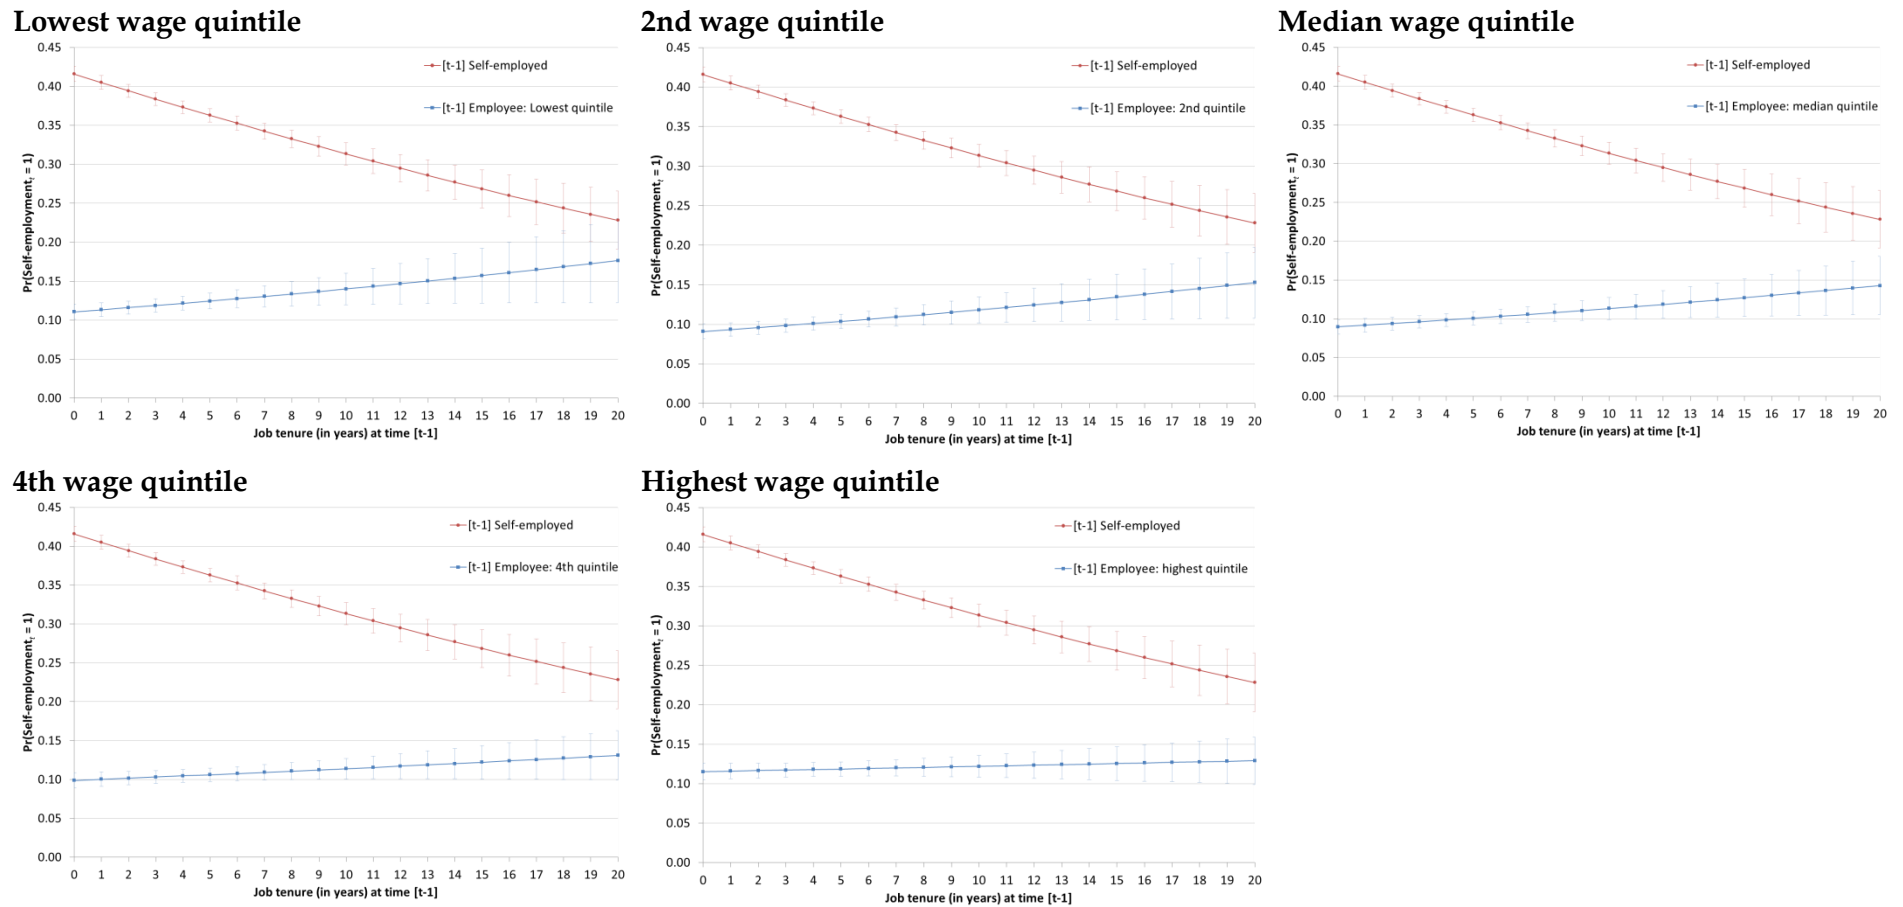 Lowest wage quintile
0.45
0.40
0.35
0.30
0.25
0.20
0.15
0.10
0.05
0.00
Pr(Self-employmentₜ = 1)
[t-1] Self-employed
[t-1] Employee: Lowest quintile
0 1 2 3 4 5 6 7 8 9 10 11 12 13 14 15 16 17 18 19 20
Job tenure (in years) at time [t-1]
2nd wage quintile
0.45
0.40
0.35
0.30
0.25
0.20
0.15
0.10
0.05
0.00
Pr(Self-employmentₜ = 1)
[t-1] Self-employed
[t-1] Employee: 2nd quintile
0 1 2 3 4 5 6 7 8 9 10 11 12 13 14 15 16 17 18 19 20
Job tenure (in years) at time [t-1]
Median wage quintile
0.45
0.40
0.35
0.30
0.25
0.20
0.15
0.10
0.05
0.00
Pr(Self-employmentₜ = 1)
[t-1] Self-employed
[t-1] Employee: median quintile
0 1 2 3 4 5 6 7 8 9 10 11 12 13 14 15 16 17 18 19 20
Job tenure (in years) at time [t-1]
4th wage quintile
0.45
0.40
0.35
0.30
0.25
0.20
0.15
0.10
0.05
0.00
Pr(Self-employmentₜ = 1)
[t-1] Self-employed
[t-1] Employee: 4th quintile
0 1 2 3 4 5 6 7 8 9 10 11 12 13 14 15 16 17 18 19 20
Job tenure (in years) at time [t-1]
Highest wage quintile
0.45
0.40
0.35
0.30
0.25
0.20
0.15
0.10
0.05
0.00
Pr(Self-employmentₜ = 1)
[t-1] Self-employed
[t-1] Employee: highest quintile
0 1 2 3 4 5 6 7 8 9 10 11 12 13 14 15 16 17 18 19 20
Job tenure (in years) at time [t-1]